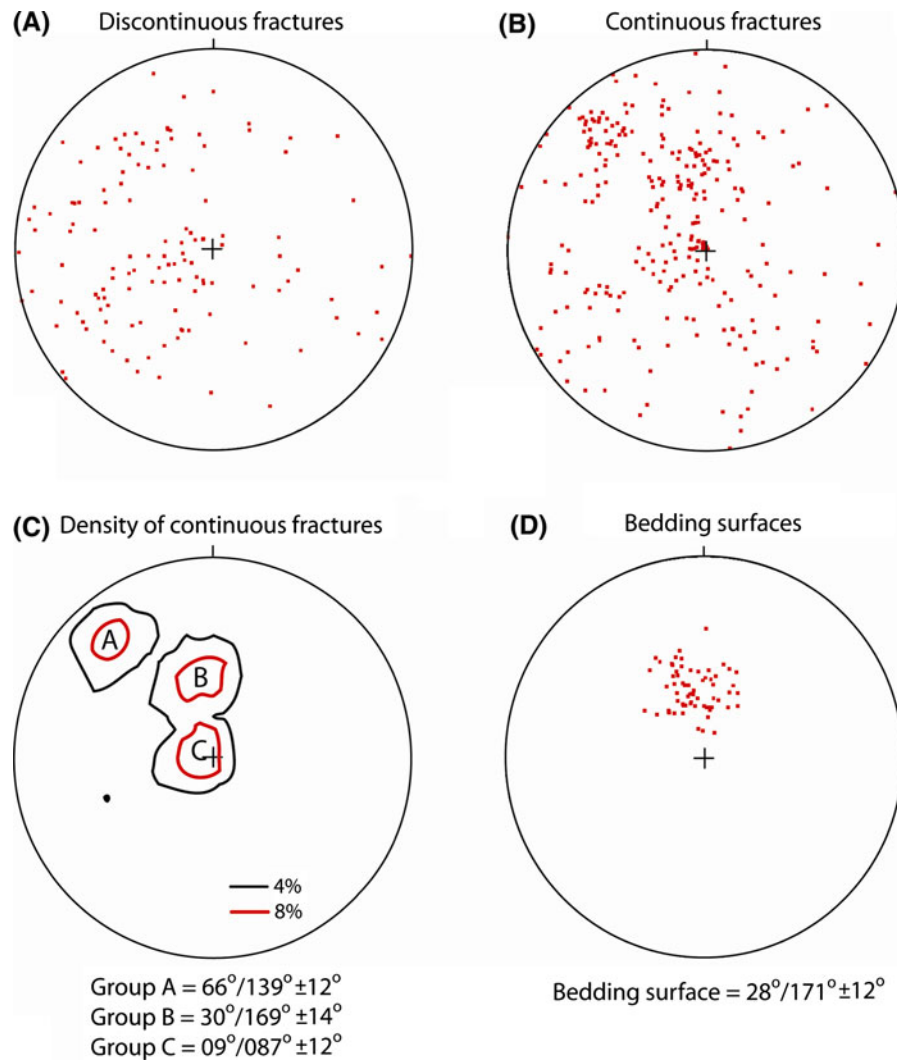 (A) Discontinuous fractures
(B) Continuous fractures
(C) Density of continuous fractures
A
B
C
4%
8%
Group A = 66°/139° ±12°
Group B = 30°/169° ±14°
Group C = 09°/087° ±12°
(D) Bedding surfaces
Bedding surface = 28°/171° ±12°